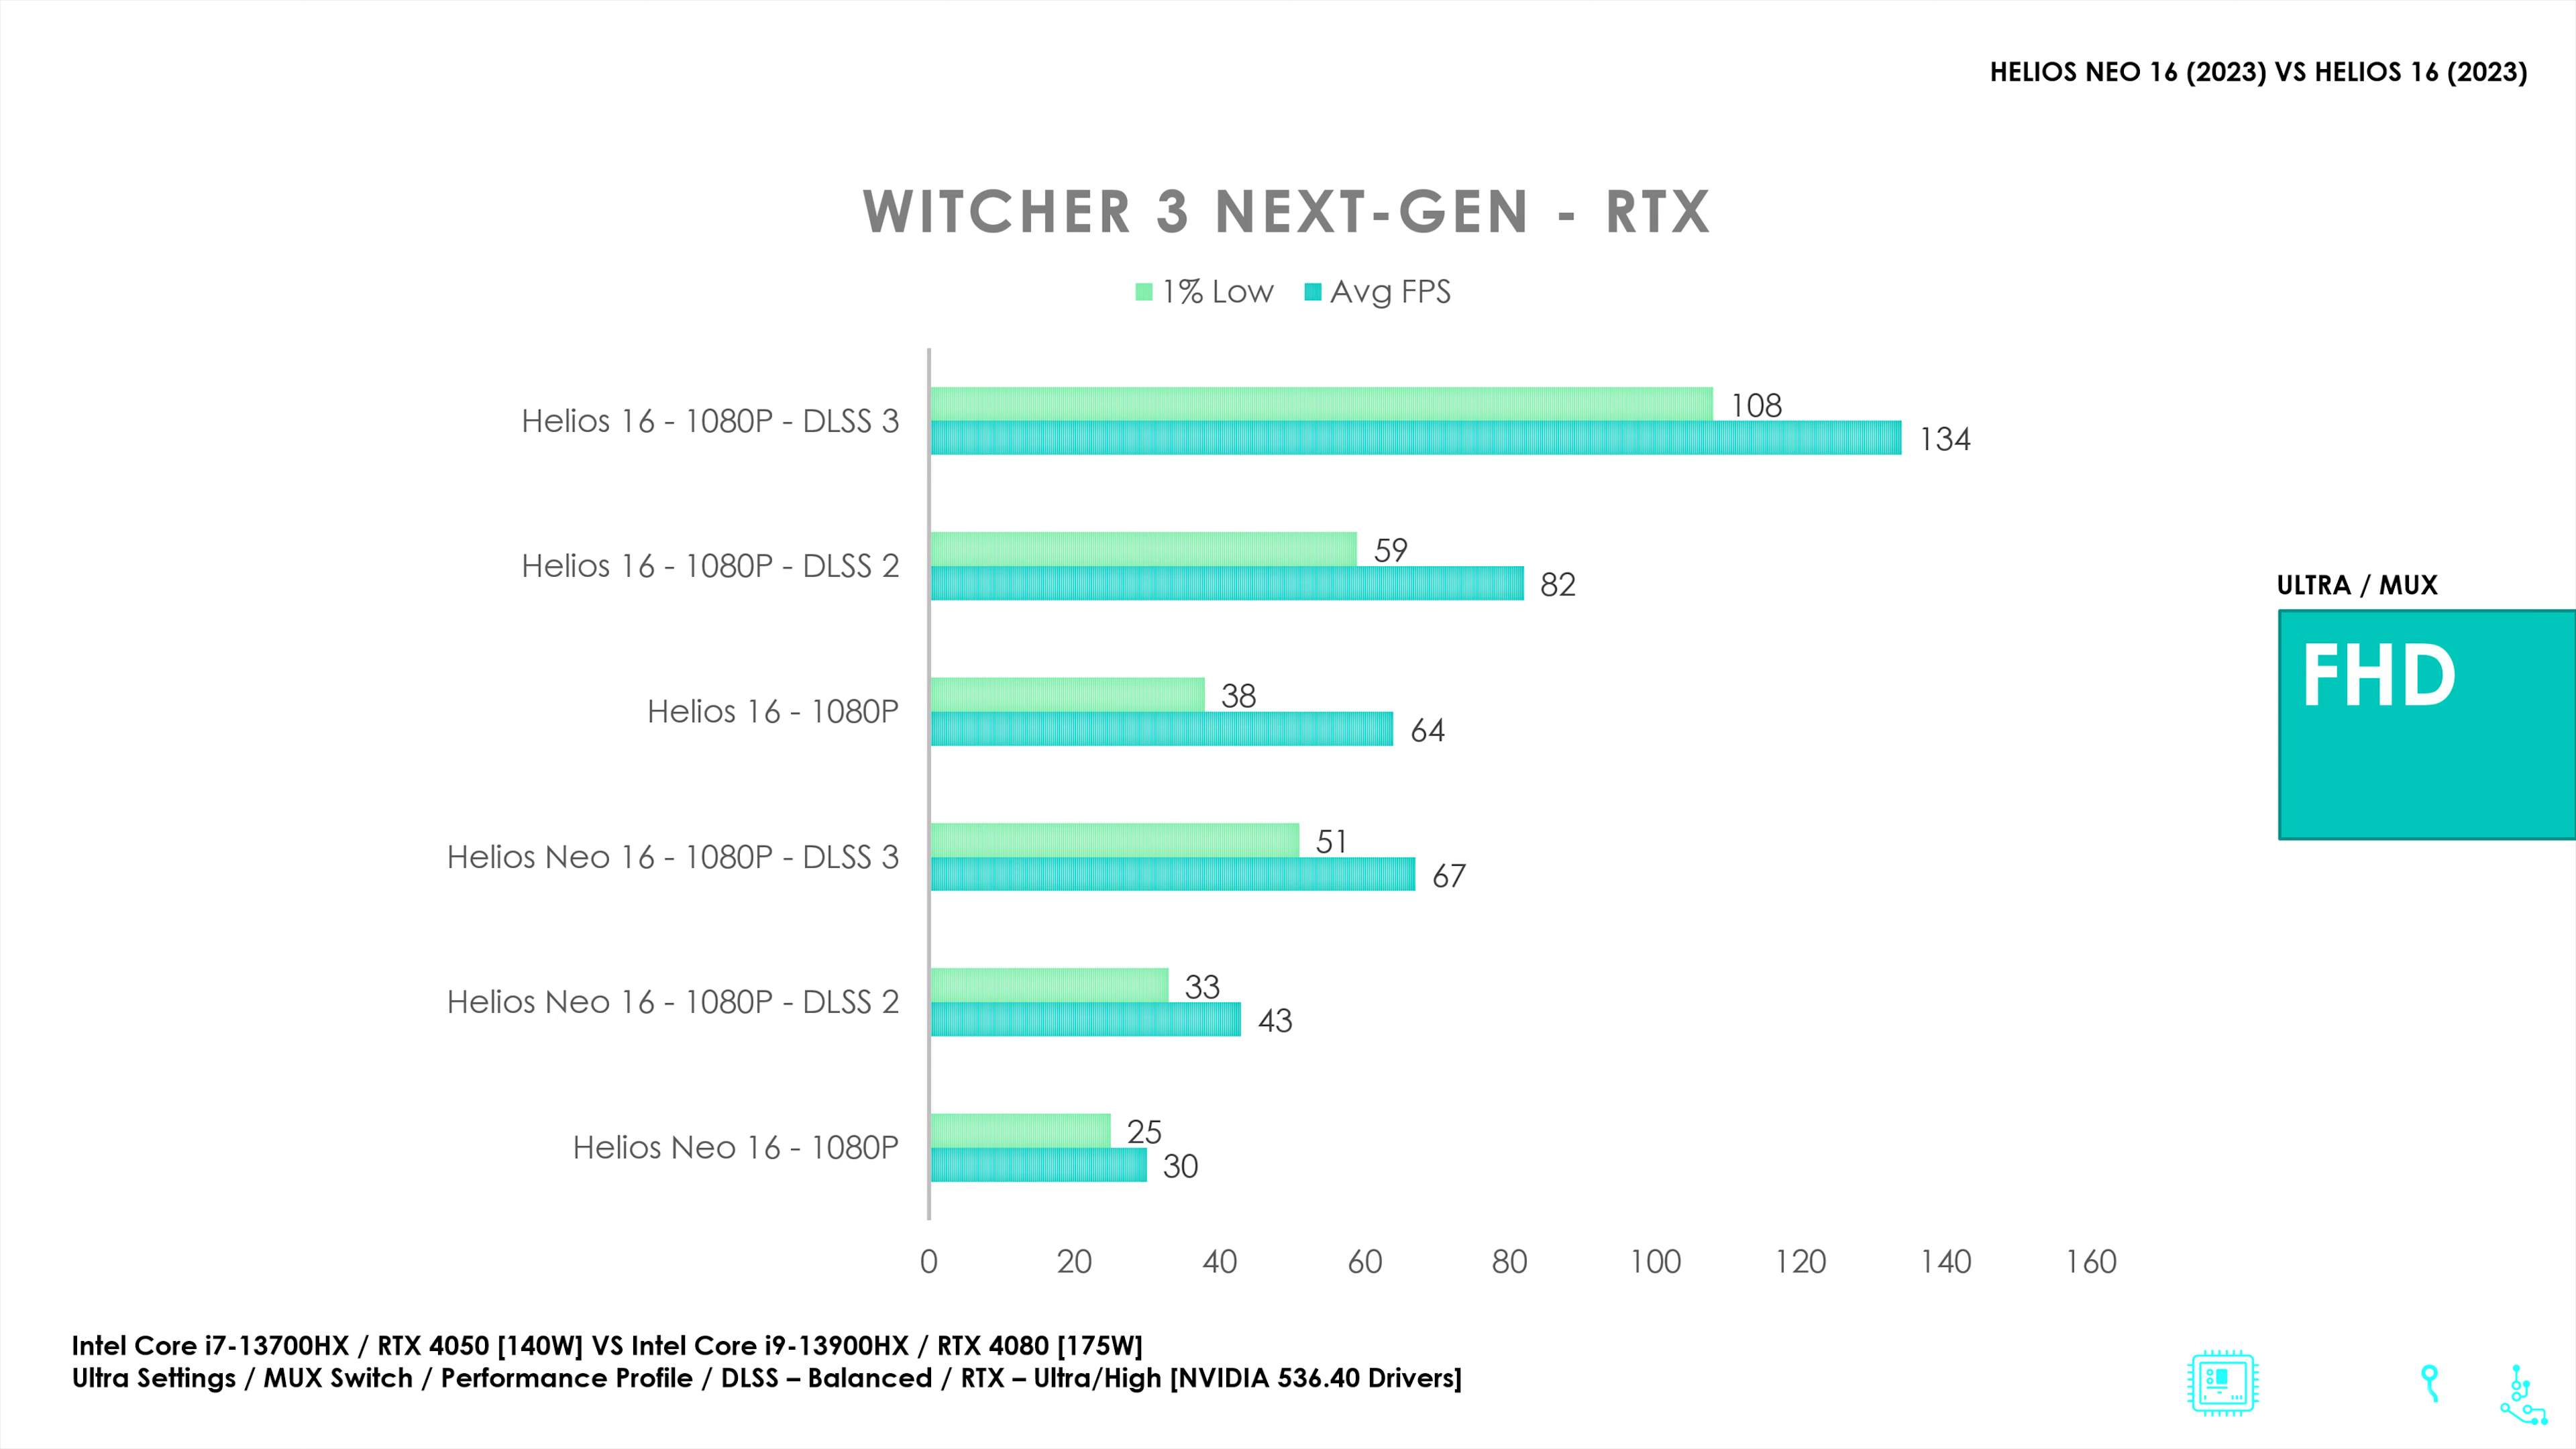 HELIOS NEO 16 (2023) VS HELIOS 16 (2023)
WITCHER 3 NEXT-GEN - RTX
1% Low Avg FPS
Helios 16 - 1080P - DLSS 3
108
134
Helios 16 - 1080P - DLSS 2
59
82
Helios 16 - 1080P
38
64
Helios Neo 16 - 1080P - DLSS 3
51
67
Helios Neo 16 - 1080P - DLSS 2
33
43
Helios Neo 16 - 1080P
25
30
0 20 40 60 80 100 120 140 160
ULTRA / MUX
FHD
Intel Core i7-13700HX / RTX 4050 [140W] VS Intel Core i9-13900HX / RTX 4080 [175W]
Ultra Settings / MUX Switch / Performance Profile / DLSS – Balanced / RTX – Ultra/High [NVIDIA 536.40 Drivers]